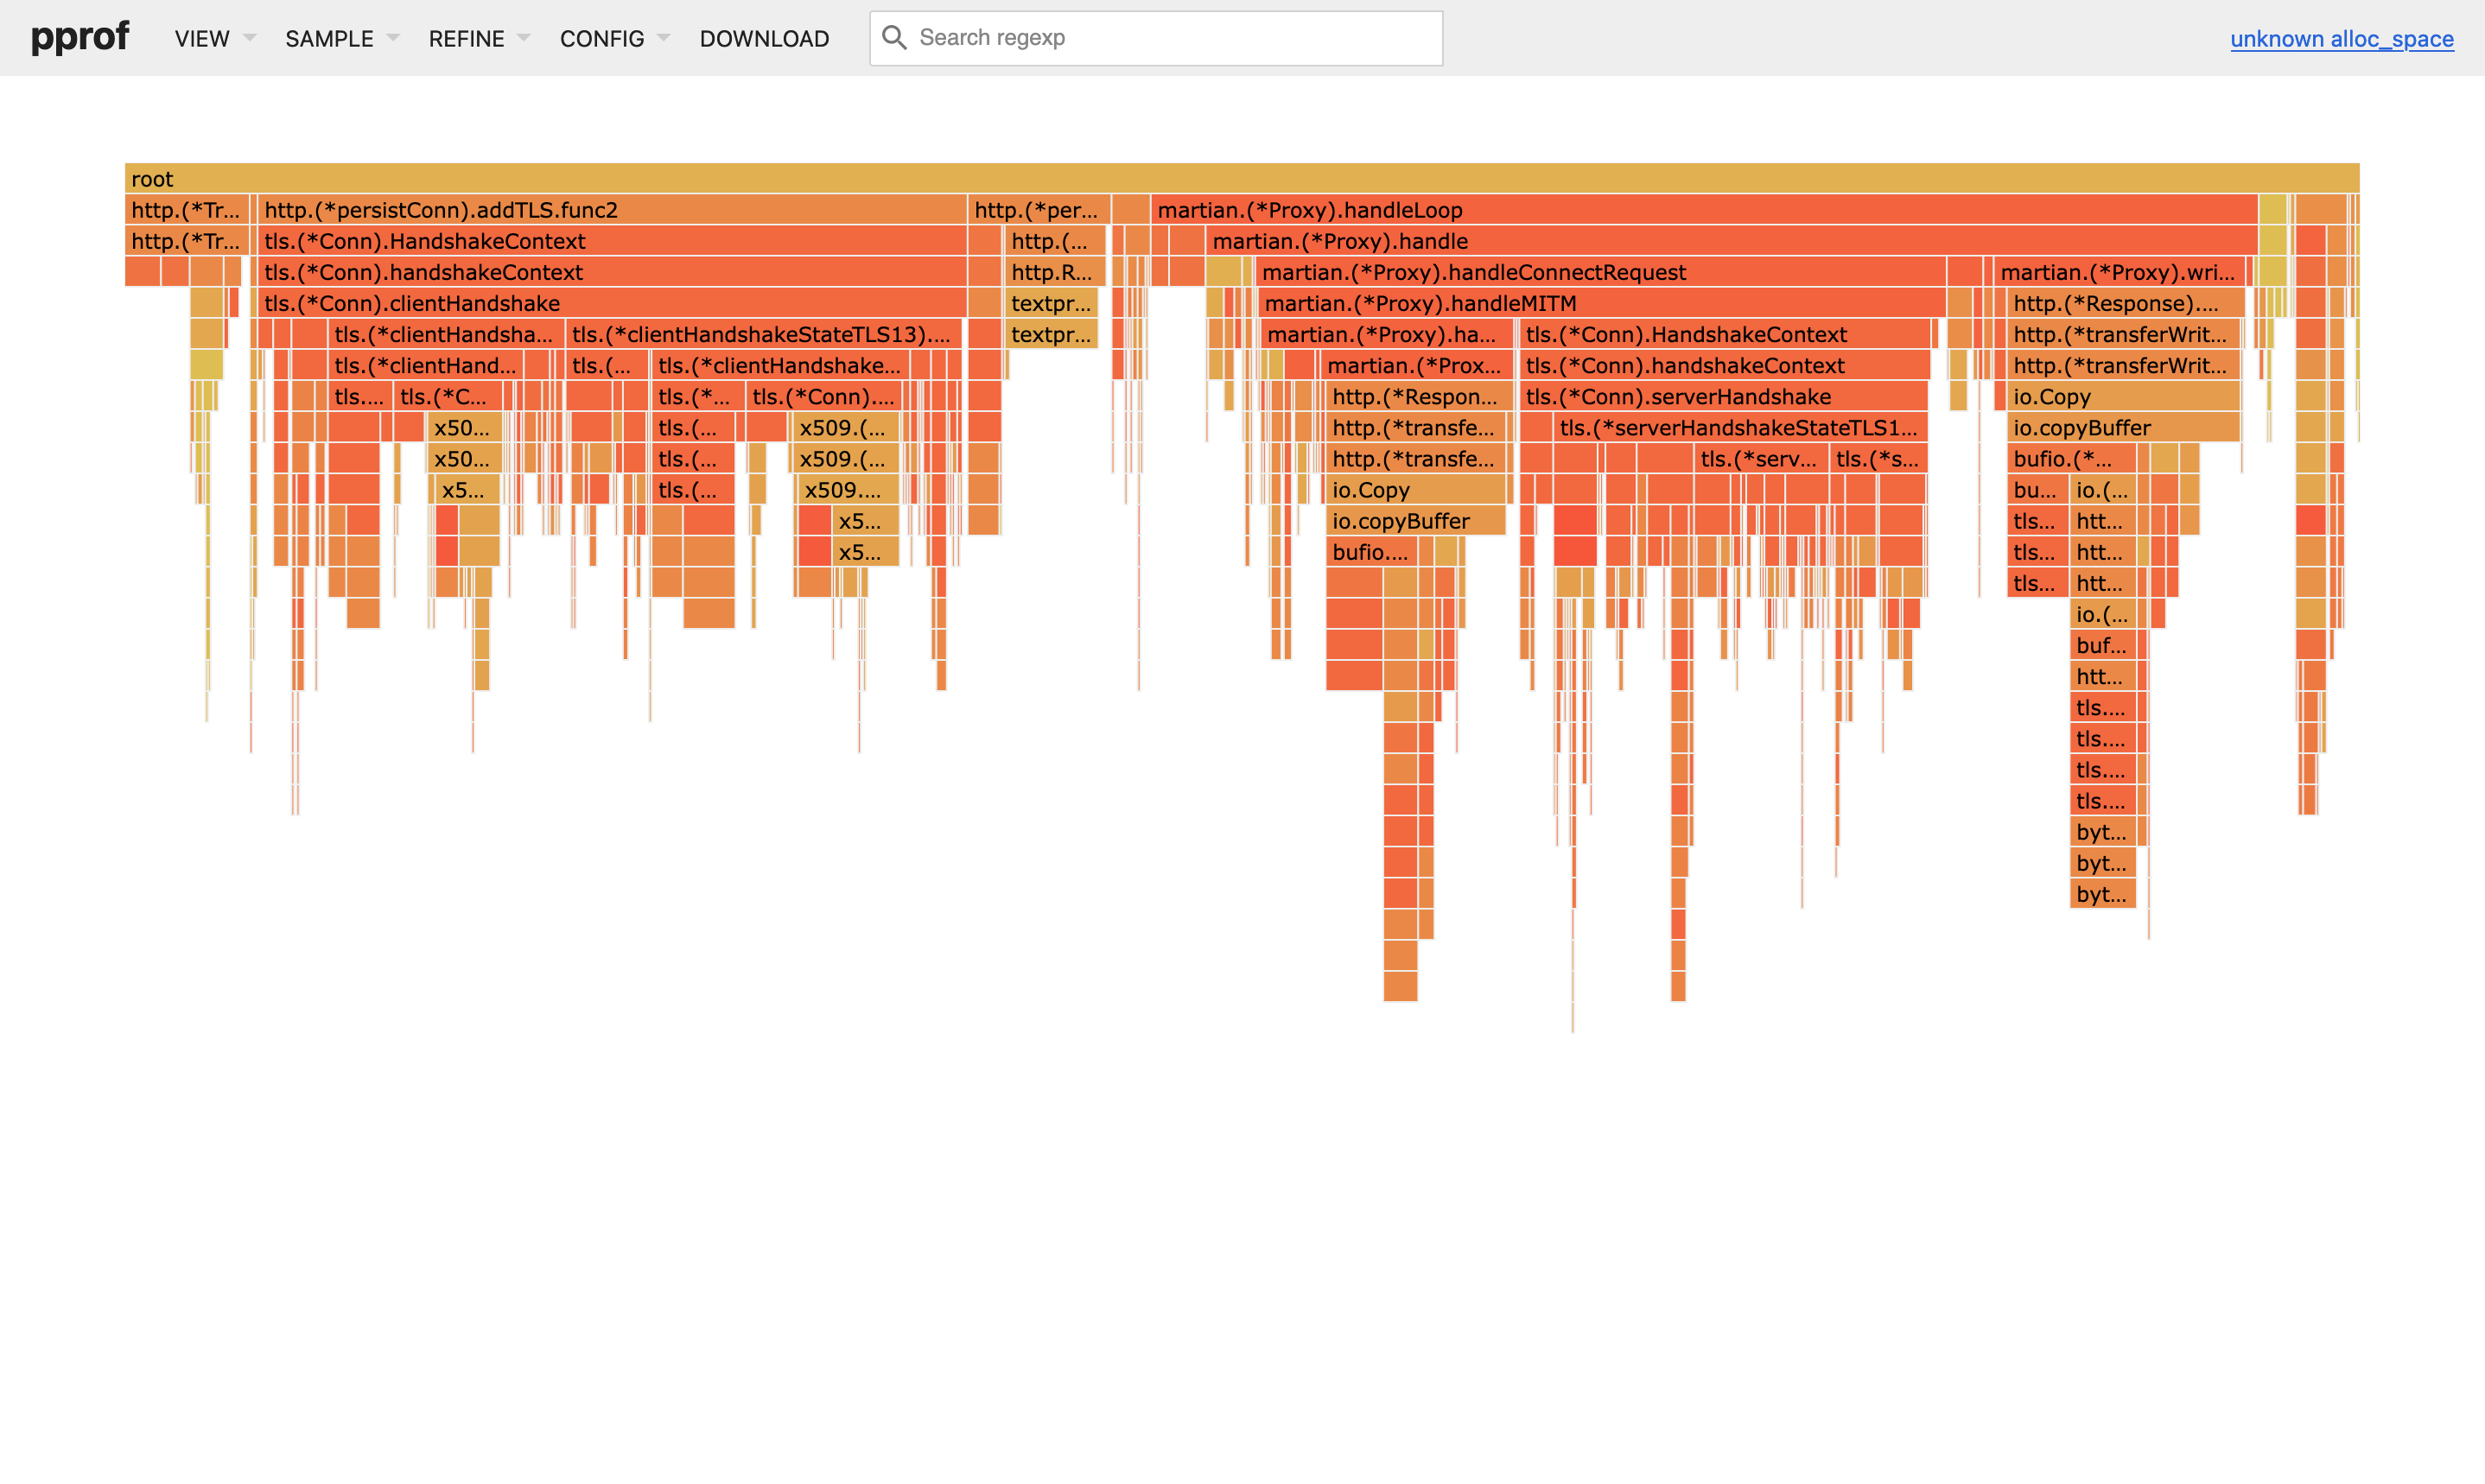 pprof VIEW SAMPLE REFINE CONFIG DOWNLOAD Search regexp unknown alloc_space
root
http.(*Tr... http.(*persistConn).addTLS.func2 http.(*per... martian.(*Proxy).handleLoop
http.(*Tr... tls.(*Conn).HandshakeContext http.(... martian.(*Proxy).handle
tls.(*Conn).handshakeContext http.R... martian.(*Proxy).handleConnectRequest martian.(*Proxy).wri...
tls.(*Conn).clientHandshake textpr... martian.(*Proxy).handleMITM http.(*Response)....
tls.(*clientHandsha... tls.(*clientHandshakeStateTLS13).... textpr... martian.(*Proxy).ha... tls.(*Conn).HandshakeContext http.(*transferWrit...
tls.(*clientHand... tls.(... tls.(*clientHandshake... martian.(*Prox... tls.(*Conn).handshakeContext http.(*transferWrit...
tls.... tls.(*C... tls.(*... tls.(*Conn).... http.(*Respon... tls.(*Conn).serverHandshake io.Copy
x50... tls.(... x509.(... http.(*transfe... tls.(*serverHandshakeStateTLS1... io.copyBuffer
x50... tls.(... x509.(... http.(*transfe... tls.(*serv... tls.(*s... bufio.(*...
x5... tls.(... x509.... io.Copy bu... io.(...
x5... io.copyBuffer tls... htt...
x5... bufio.... tls... htt...
tls... htt...
io.(...
buf...
htt...
tls....
tls....
tls....
tls....
byt...
byt...
byt...